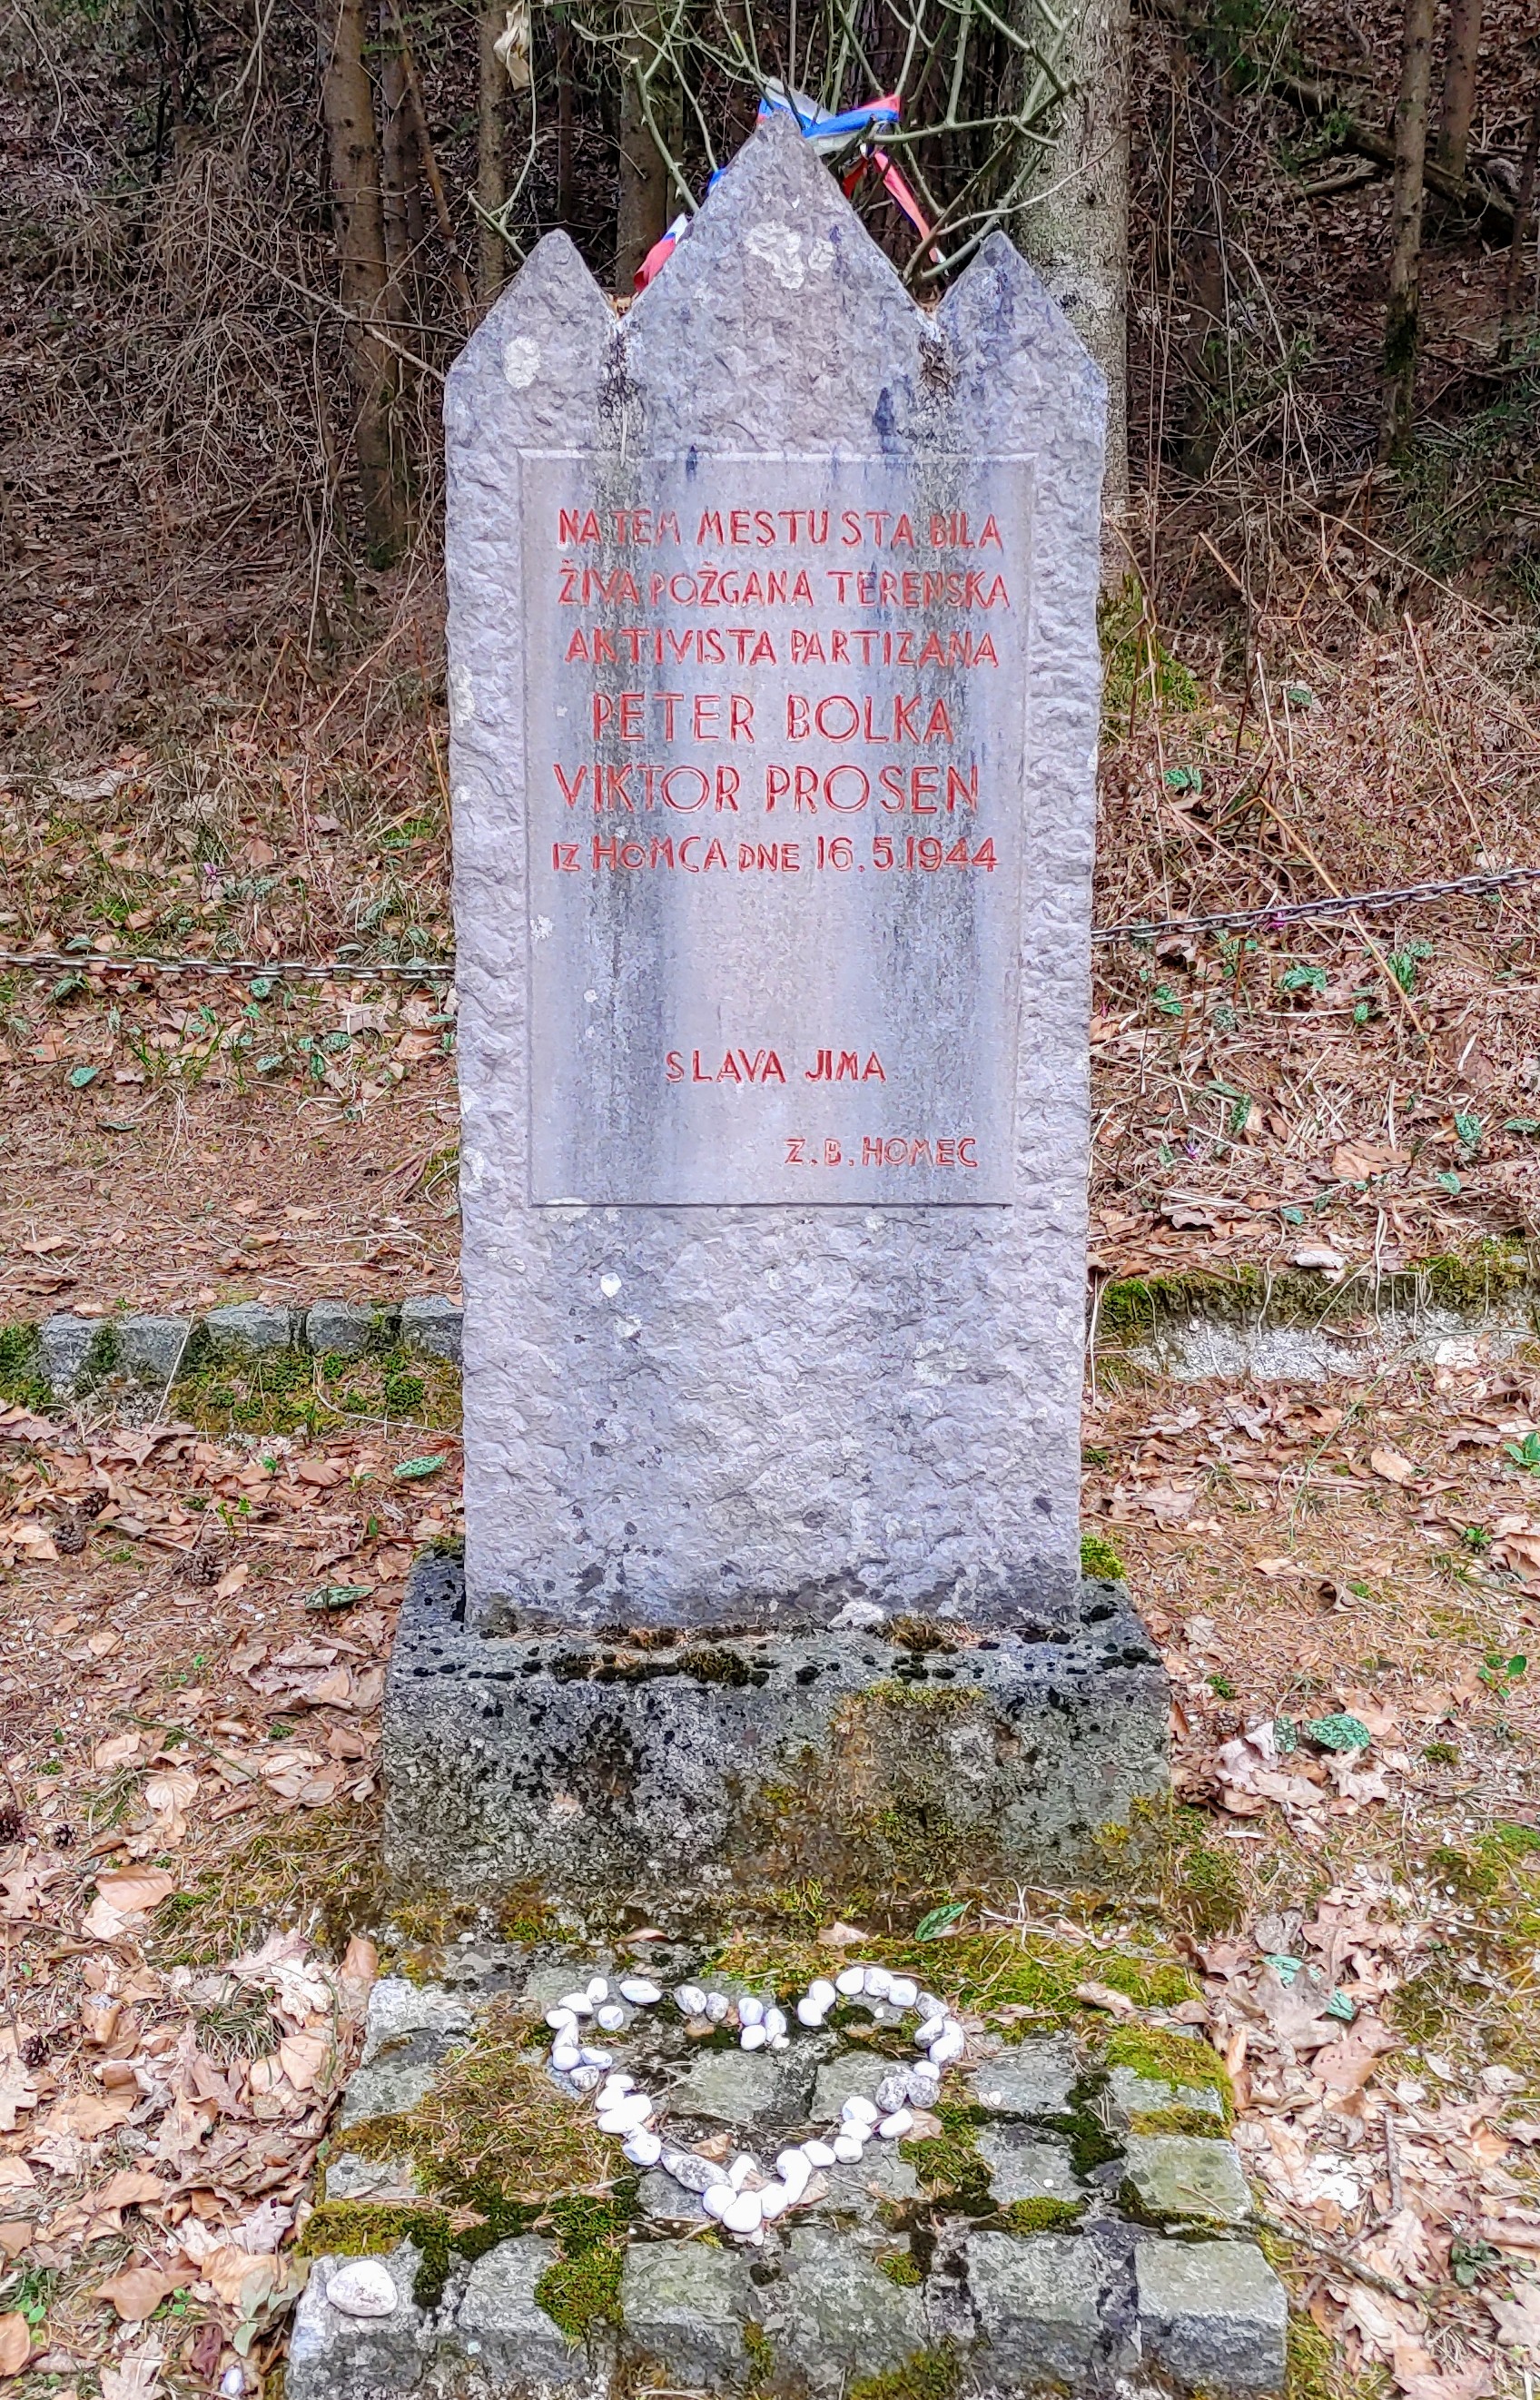 NA TEM MESTU STA BILA
ŽIVA POŽGANA TERENSKA
AKTIVISTA PARTIZANA
PETER BOLKA
VIKTOR PROSEN
IZ HOMCA DNE 16.5.1944
SLAVA JIMA
Z.B. HOMEC